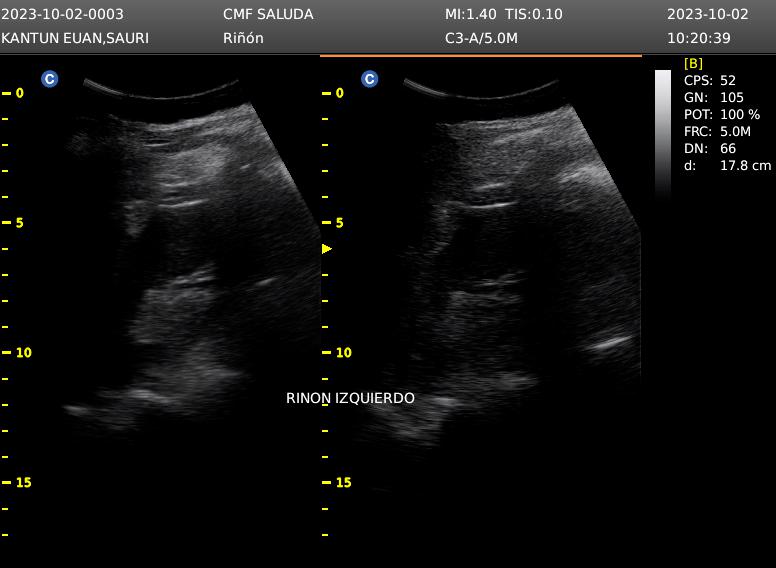 2023-10-02-0003 CMF SALUDA MI:1.40 TIS:0.10 2023-10-02
KANTUN EUAN,SAURI Riñón C3-A/5.0M 10:20:39
C
C
[B]
CPS: 52
GN: 105
POT: 100 %
FRC: 5.0M
DN: 66
d: 17.8 cm
0
5
10
15
0
5
10
15
RINON IZQUIERDO